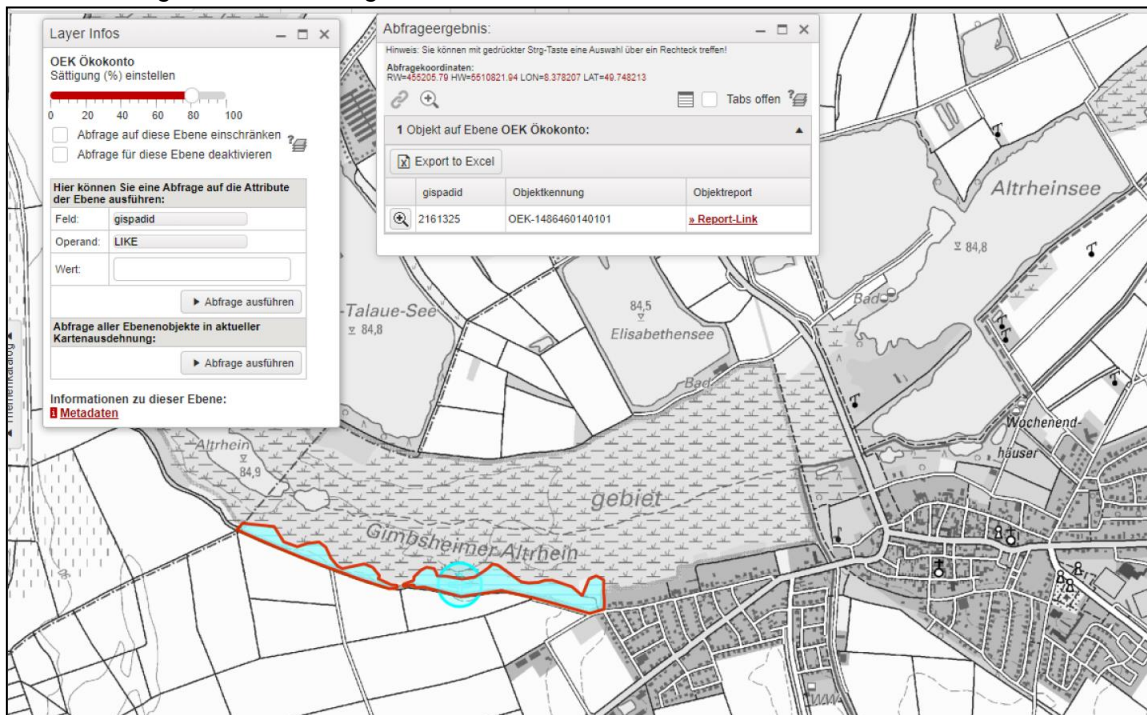 Layer Infos
OEK Ökokonto
Sättigung (%) einstellen
0 20 40 60 80 100
Abfrage auf diese Ebene einschränken
Abfrage für diese Ebene deaktivieren
Hier können Sie eine Abfrage auf die Attribute
der Ebene ausführen:
Feld: gispadid
Operand: LIKE
Wert:
Abfrage ausführen
Abfrage aller Ebenenobjekte in aktueller
Kartenausdehnung:
Abfrage ausführen
Informationen zu dieser Ebene:
Metadaten
Abfrageergebnis:
Hinweis: Sie können mit gedrückter Strg-Taste eine Auswahl über ein Rechteck treffen!
Abfragekoordinaten:
RW=455205.79 HW=5510821.94 LON=8.378207 LAT=49.748213
Tabs offen
1 Objekt auf Ebene OEK Ökokonto:
Export to Excel
gispadid Objektkennung Objektreport
2161325 OEK-1486460140101 » Report-Link
Altrheinsee
84,8
-Talaue-See
84,8
84,5
Elisabethensee
Bad
Bad
Wochenend-
häuser
Altrhein
84,9
gebiet
Gimbsheimer Altrhein
WW